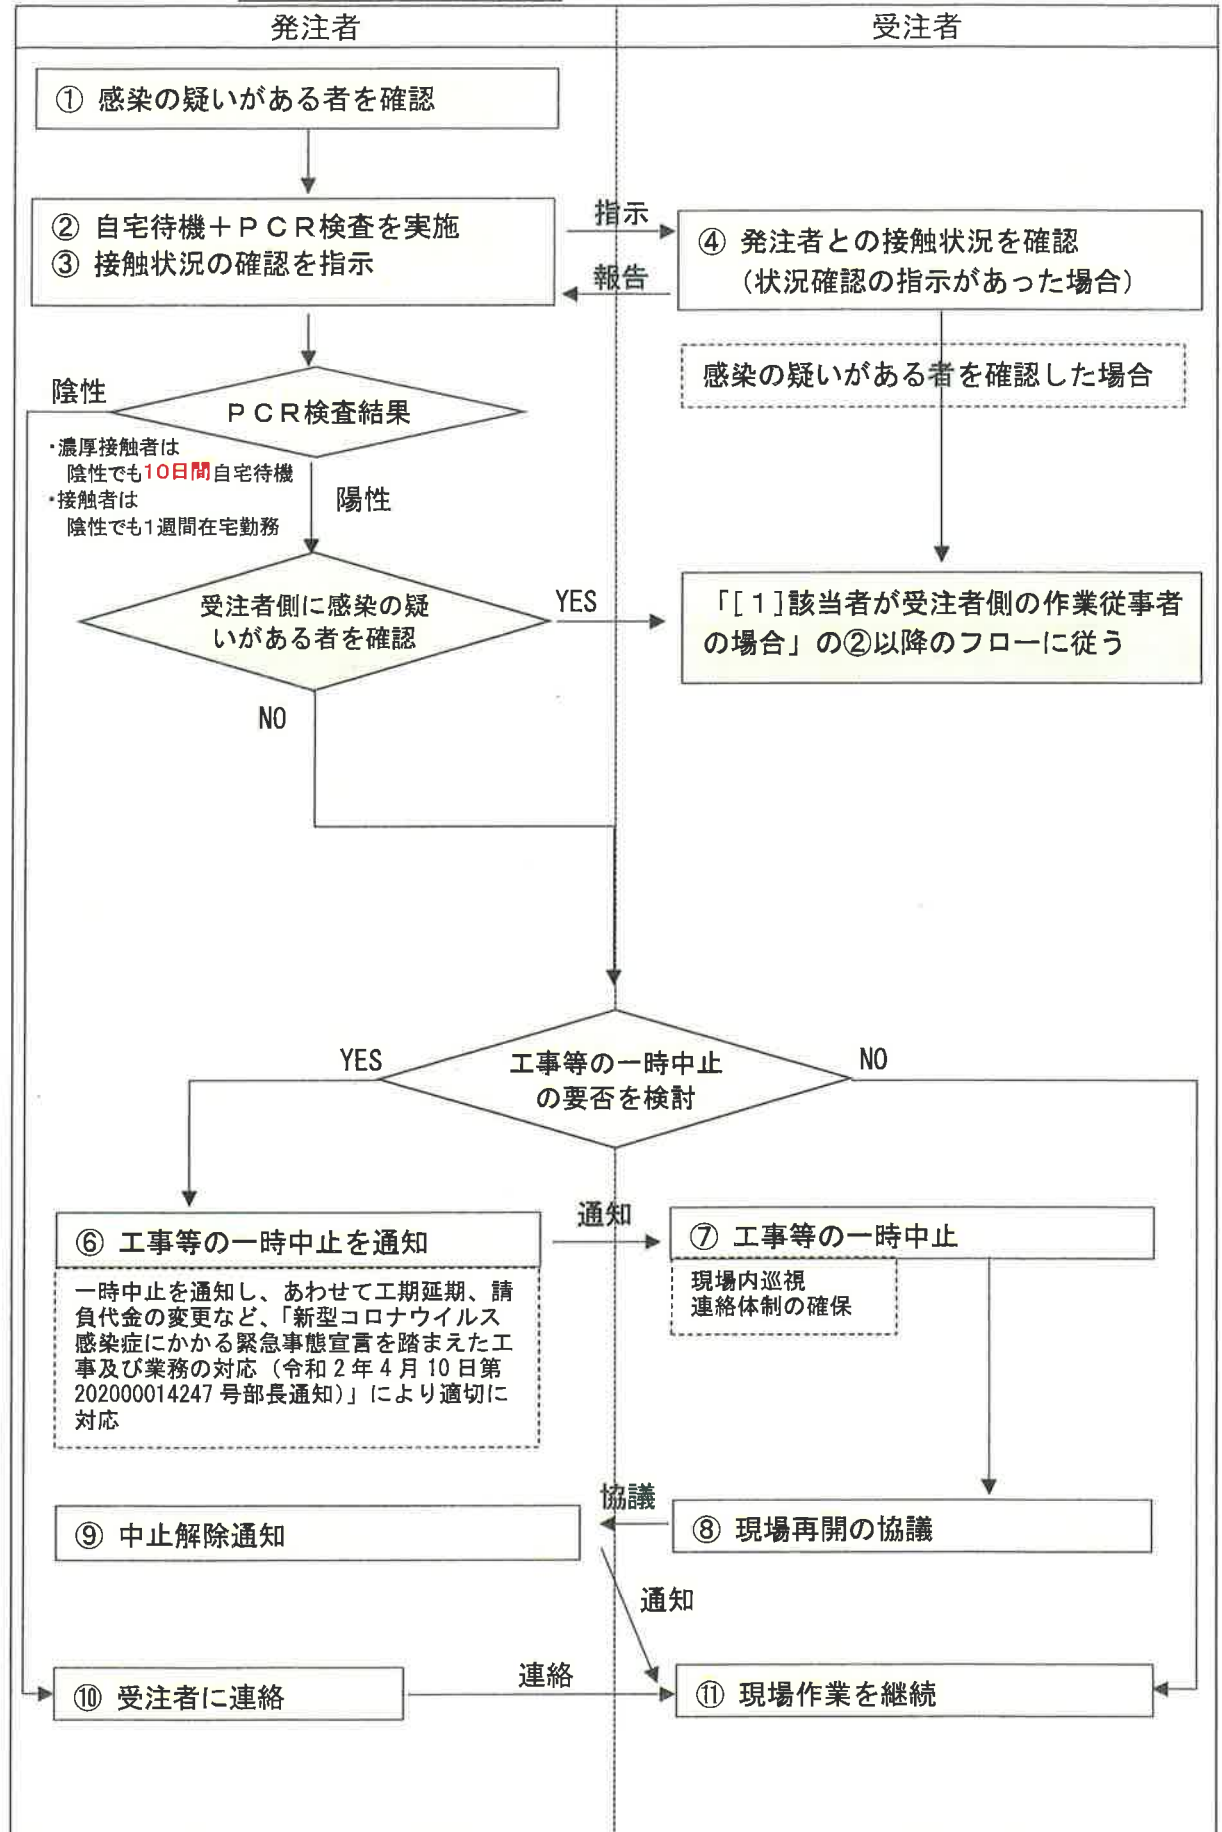 発注者
受注者
① 感染の疑いがある者を確認
② 自宅待機＋ＰＣＲ検査を実施
③ 接触状況の確認を指示
指示
報告
④ 発注者との接触状況を確認
（状況確認の指示があった場合）
感染の疑いがある者を確認した場合
陰性
ＰＣＲ検査結果
・濃厚接触者は
陰性でも10日間自宅待機
・接触者は
陰性でも1週間在宅勤務
陽性
受注者側に感染の疑
いがある者を確認
YES
「[１]該当者が受注者側の作業従事者
の場合」の②以降のフローに従う
NO
YES
工事等の一時中止
の要否を検討
NO
⑥ 工事等の一時中止を通知
通知
⑦ 工事等の一時中止
一時中止を通知し、あわせて工期延期、請
負代金の変更など、「新型コロナウイルス
感染症にかかる緊急事態宣言を踏まえた工
事及び業務の対応（令和２年４月10日第
202000014247号部長通知）」により適切に
対応
現場内巡視
連絡体制の確保
協議
⑨ 中止解除通知
⑧ 現場再開の協議
通知
⑩ 受注者に連絡
連絡
⑪ 現場作業を継続